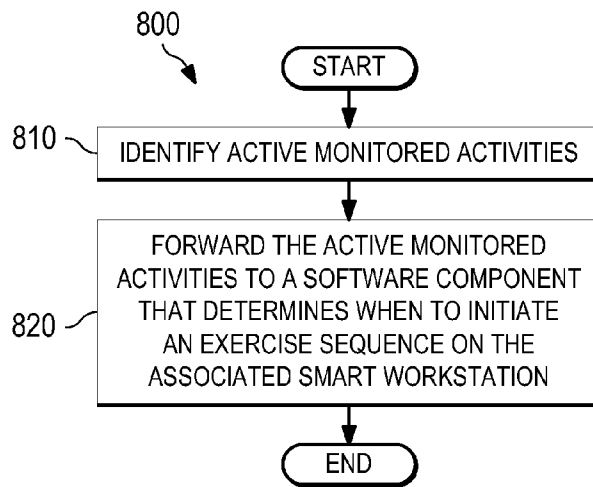 800
START
810
IDENTIFY ACTIVE MONITORED ACTIVITIES
820
FORWARD THE ACTIVE MONITORED
ACTIVITIES TO A SOFTWARE COMPONENT
THAT DETERMINES WHEN TO INITIATE
AN EXERCISE SEQUENCE ON THE
ASSOCIATED SMART WORKSTATION
END